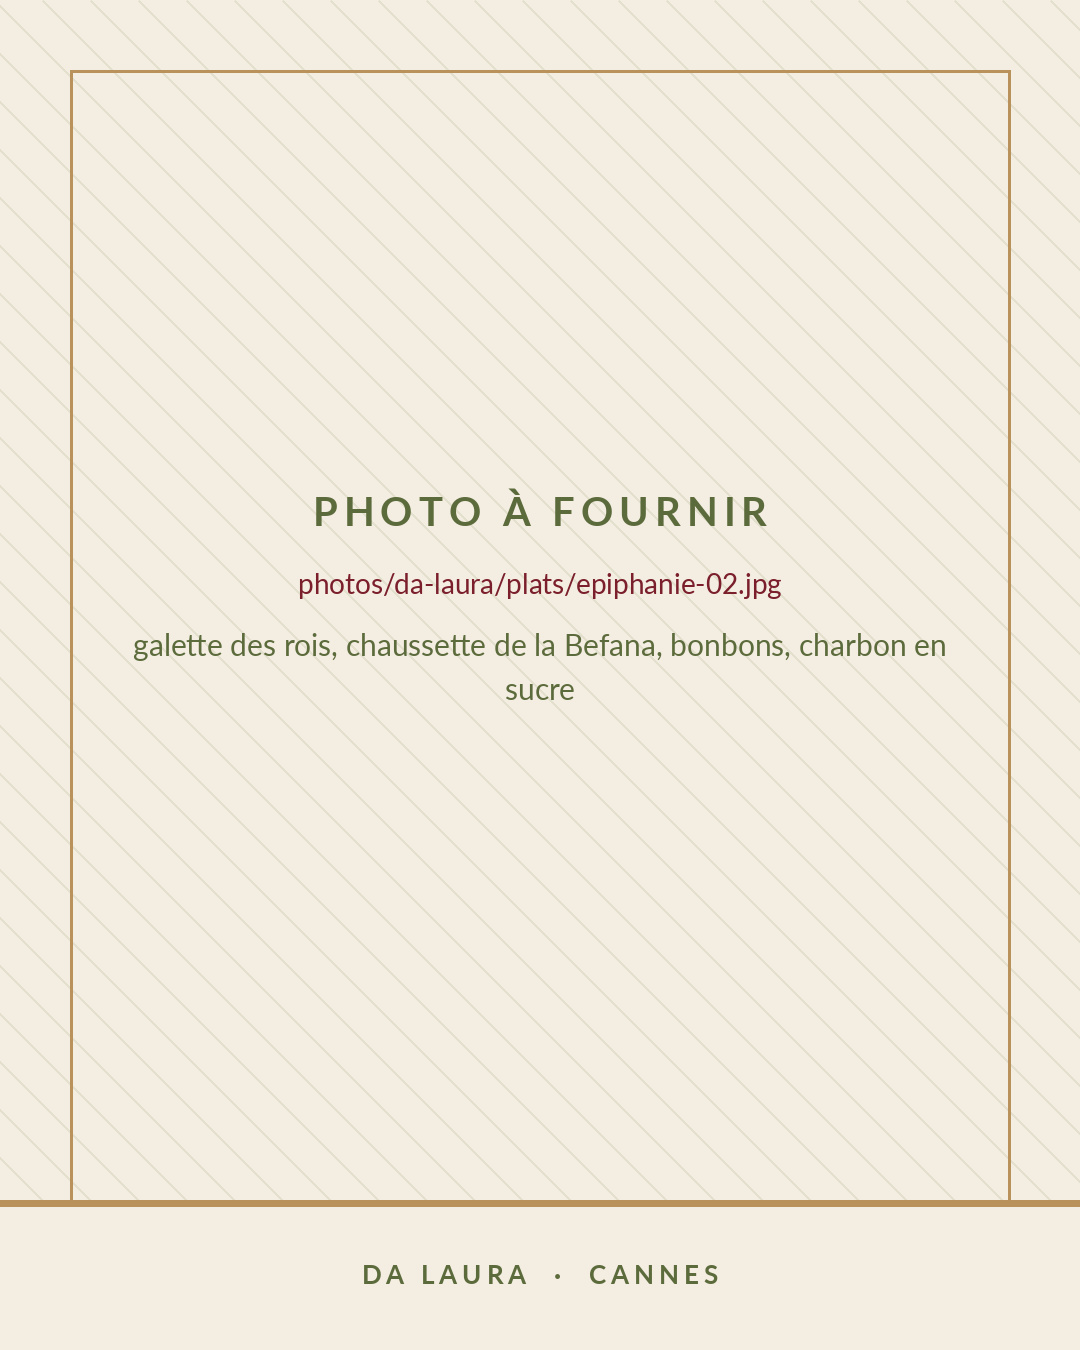 PHOTO À FOURNIR
photos/da-laura/plats/epiphanie-02.jpg
galette des rois, chaussette de la Befana, bonbons, charbon en
sucre
DA LAURA · CANNES